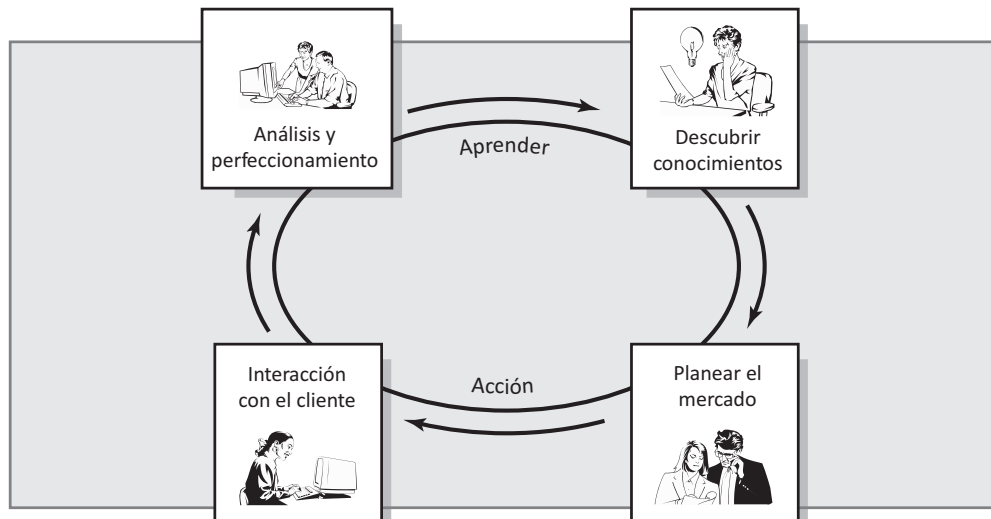 Análisis y
perfeccionamiento
Aprender
Descubrir
conocimientos
Interacción
con el cliente
Acción
Planear el
mercado